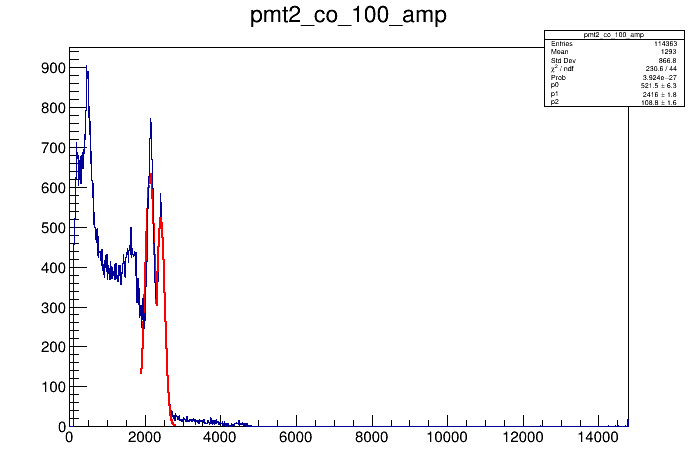 pmt2_co_100_amp
pmt2_co_100_amp
Entries 114363
Mean 1293
Std Dev 866.8
χ² / ndf 230.6 / 44
Prob 3.924e−27
p0 521.5 ± 6.3
p1 2416 ± 1.8
p2 108.8 ± 1.6
900
800
700
600
500
400
300
200
100
0
0 2000 4000 6000 8000 10000 12000 14000